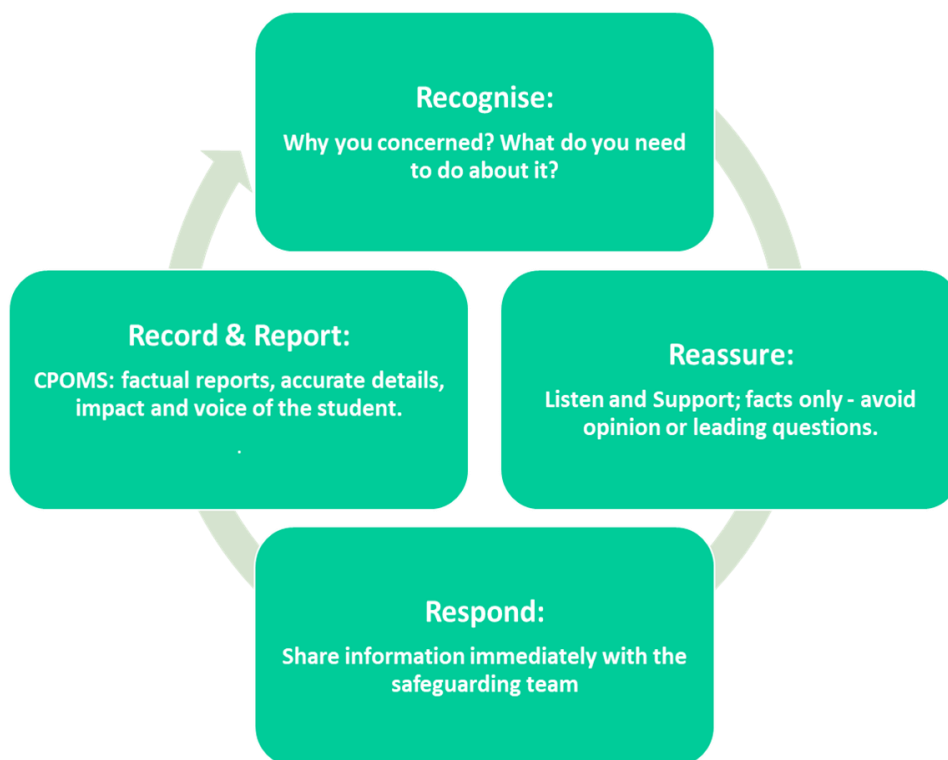 Recognise:
Why you concerned? What do you need
to do about it?
Reassure:
Listen and Support; facts only - avoid
opinion or leading questions.
Respond:
Share information immediately with the
safeguarding team
Record & Report:
CPOMS: factual reports, accurate details,
impact and voice of the student.
.